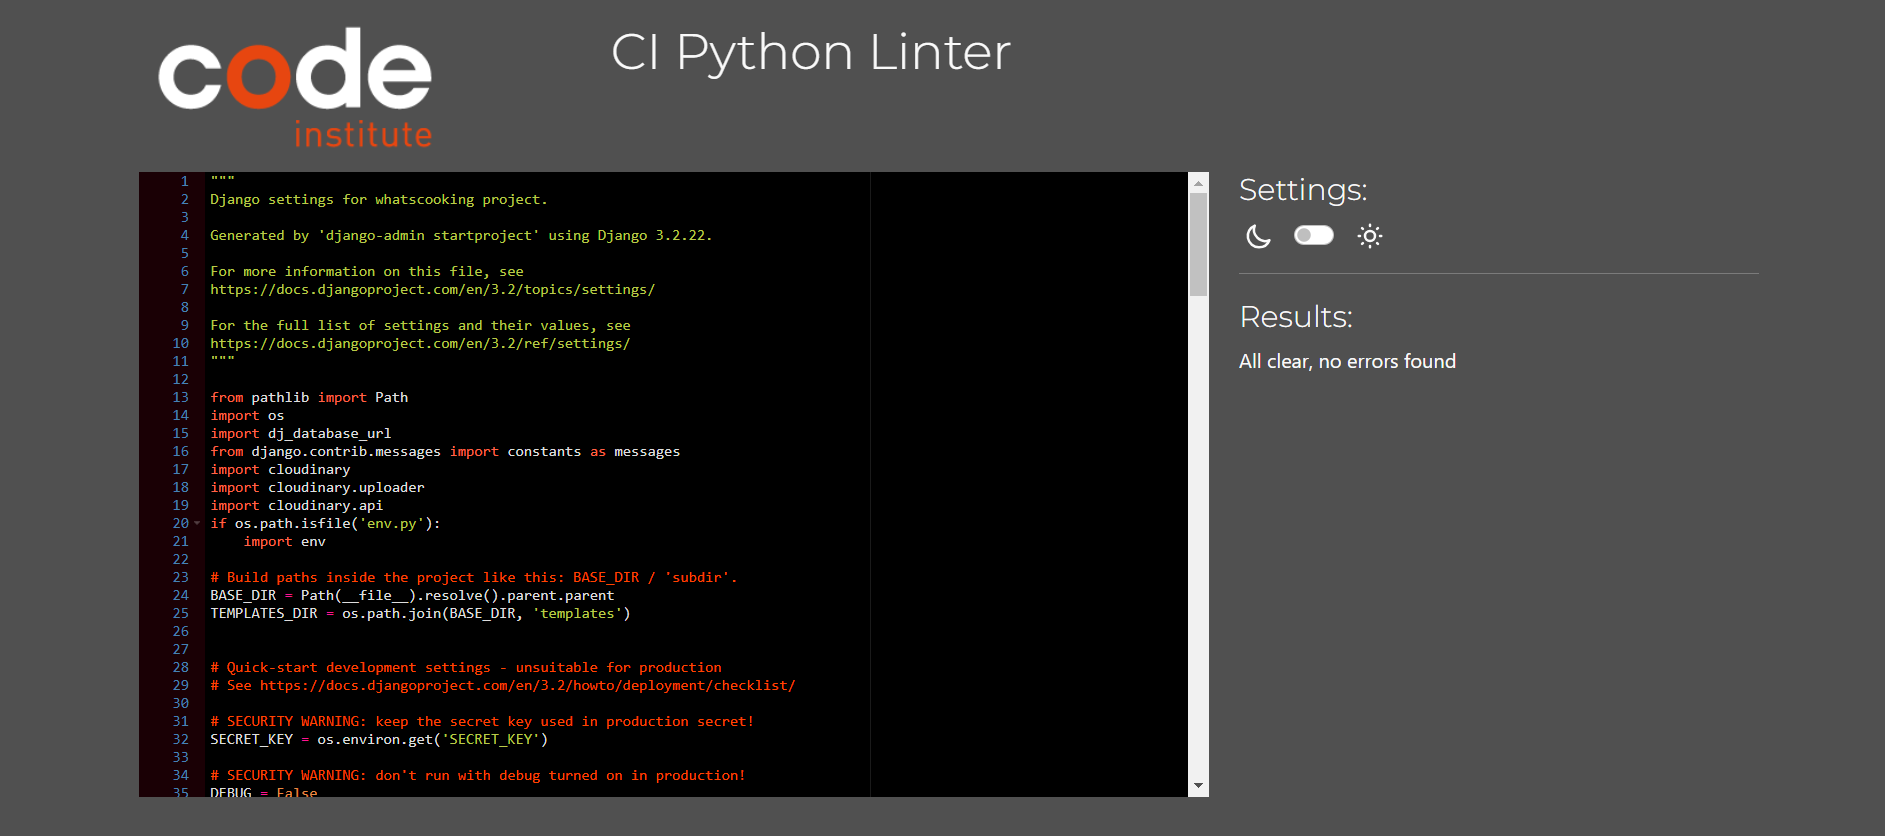 code
institute
CI Python Linter
1 """
2 Django settings for whatscooking project.
3
4 Generated by 'django-admin startproject' using Django 3.2.22.
5
6 For more information on this file, see
7 https://docs.djangoproject.com/en/3.2/topics/settings/
8
9 For the full list of settings and their values, see
10 https://docs.djangoproject.com/en/3.2/ref/settings/
11 """
12
13 from pathlib import Path
14 import os
15 import dj_database_url
16 from django.contrib.messages import constants as messages
17 import cloudinary
18 import cloudinary.uploader
19 import cloudinary.api
20 if os.path.isfile('env.py'):
21     import env
22
23 # Build paths inside the project like this: BASE_DIR / 'subdir'.
24 BASE_DIR = Path(__file__).resolve().parent.parent
25 TEMPLATES_DIR = os.path.join(BASE_DIR, 'templates')
26
27
28 # Quick-start development settings - unsuitable for production
29 # See https://docs.djangoproject.com/en/3.2/howto/deployment/checklist/
30
31 # SECURITY WARNING: keep the secret key used in production secret!
32 SECRET_KEY = os.environ.get('SECRET_KEY')
33
34 # SECURITY WARNING: don't run with debug turned on in production!
35 DEBUG = False
Settings:
Results:
All clear, no errors found